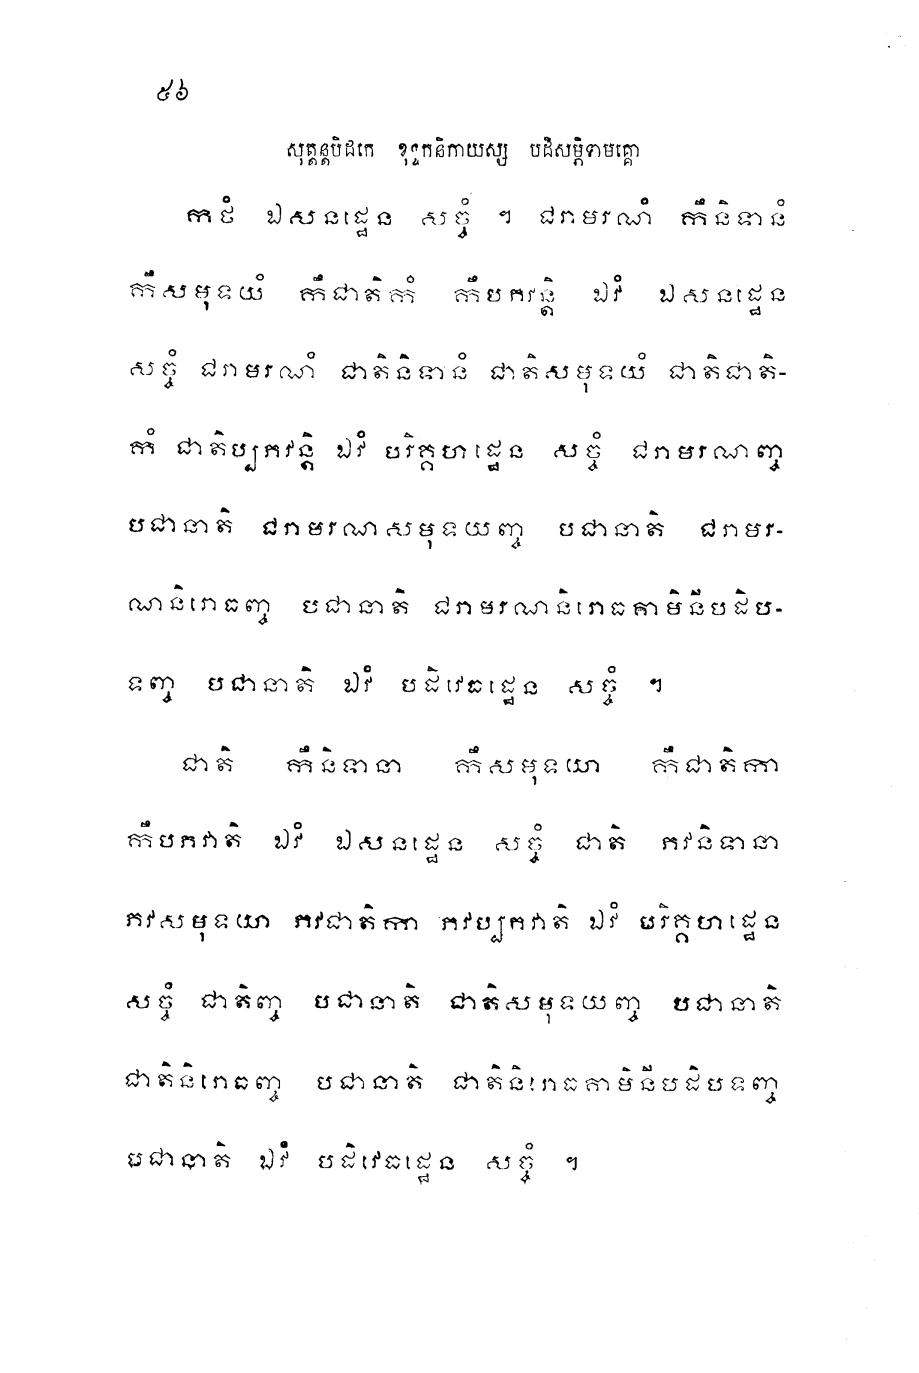 ៥៦
សុត្តន្តបិដកេ ខុទ្ទកនិកាយស្ស បដិសម្ភិទាមគ្គោ
កថំ ឯសនដ្ឋេន សច្ចំ ។ ជរាមរណំ កឹនិទានំ
កឹសមុទយំ កឹជាតិកំ កឹបភវន្តិ ឯវំ ឯសនដ្ឋេន
សច្ចំ ជរាមរណំ ជាតិនិទានំ ជាតិសមុទយំ ជាតិជាតិ-
កំ ជាតិប្បភវន្តិ ឯវំ បរិគ្គហដ្ឋេន សច្ចំ ជរាមរណញ្ច
បជានាតិ ជរាមរណសមុទយញ្ច បជានាតិ ជរាមរ-
ណនិរោធញ្ច បជានាតិ ជរាមរណនិរោធគាមិនីបដិប-
ទញ្ច បជានាតិ ឯវំ បដិវេធដ្ឋេន សច្ចំ ។
ជាតិ កឹនិទានា កឹសមុទយា កឹជាតិកា
កឹបភវាតិ ឯវំ ឯសនដ្ឋេន សច្ចំ ជាតិ ភវនិទានា
ភវសមុទយា ភវជាតិកា ភវប្បភវាតិ ឯវំ បរិគ្គហដ្ឋេន
សច្ចំ ជាតិញ្ច បជានាតិ ជាតិសមុទយញ្ច បជានាតិ
ជាតិនិរោធញ្ច បជានាតិ ជាតិនិរោធគាមិនីបដិបទញ្ច
បជានាតិ ឯវំ បដិវេធដ្ឋេន សច្ចំ ។